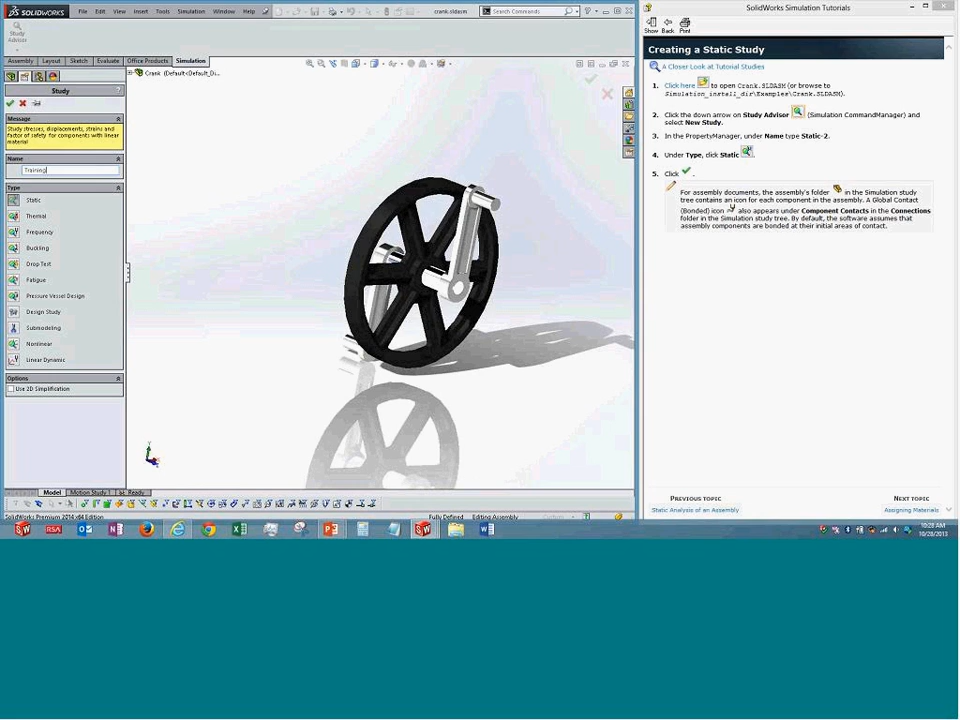 SOLIDWORKS File Edit View Insert Tools Simulation Window Help crank.sldasm Search Commands
Study Advisor
Assembly Layout Sketch Evaluate Office Products Simulation
Crank (Default<Default_Di...
Study
Message
Study stresses, displacements, strains and
factor of safety for components with linear
material
Name
Training
Type
Static
Thermal
Frequency
Buckling
Drop Test
Fatigue
Pressure Vessel Design
Design Study
Submodeling
Nonlinear
Linear Dynamic
Options
Use 2D Simplification
Model Motion Study 1 Ready
SolidWorks Premium 2014 x64 Edition Fully Defined Editing Assembly
SolidWorks Simulation Tutorials
Show Back Print
Creating a Static Study
A Closer Look at Tutorial Studies
1. Click here to open Crank.SLDASM (or browse to
Simulation_install_dir\Examples\Crank.SLDASM).
2. Click the down arrow on Study Advisor (Simulation CommandManager) and
select New Study.
3. In the PropertyManager, under Name type Static-2.
4. Under Type, click Static .
5. Click .
For assembly documents, the assembly's folder in the Simulation study
tree contains an icon for each component in the assembly. A Global Contact
(Bonded) icon also appears under Component Contacts in the Connections
folder in the Simulation study tree. By default, the software assumes that
assembly components are bonded at their initial areas of contact.
PREVIOUS TOPIC NEXT TOPIC
Static Analysis of an Assembly Assigning Materials
RSA
10:28 AM
10/28/2013